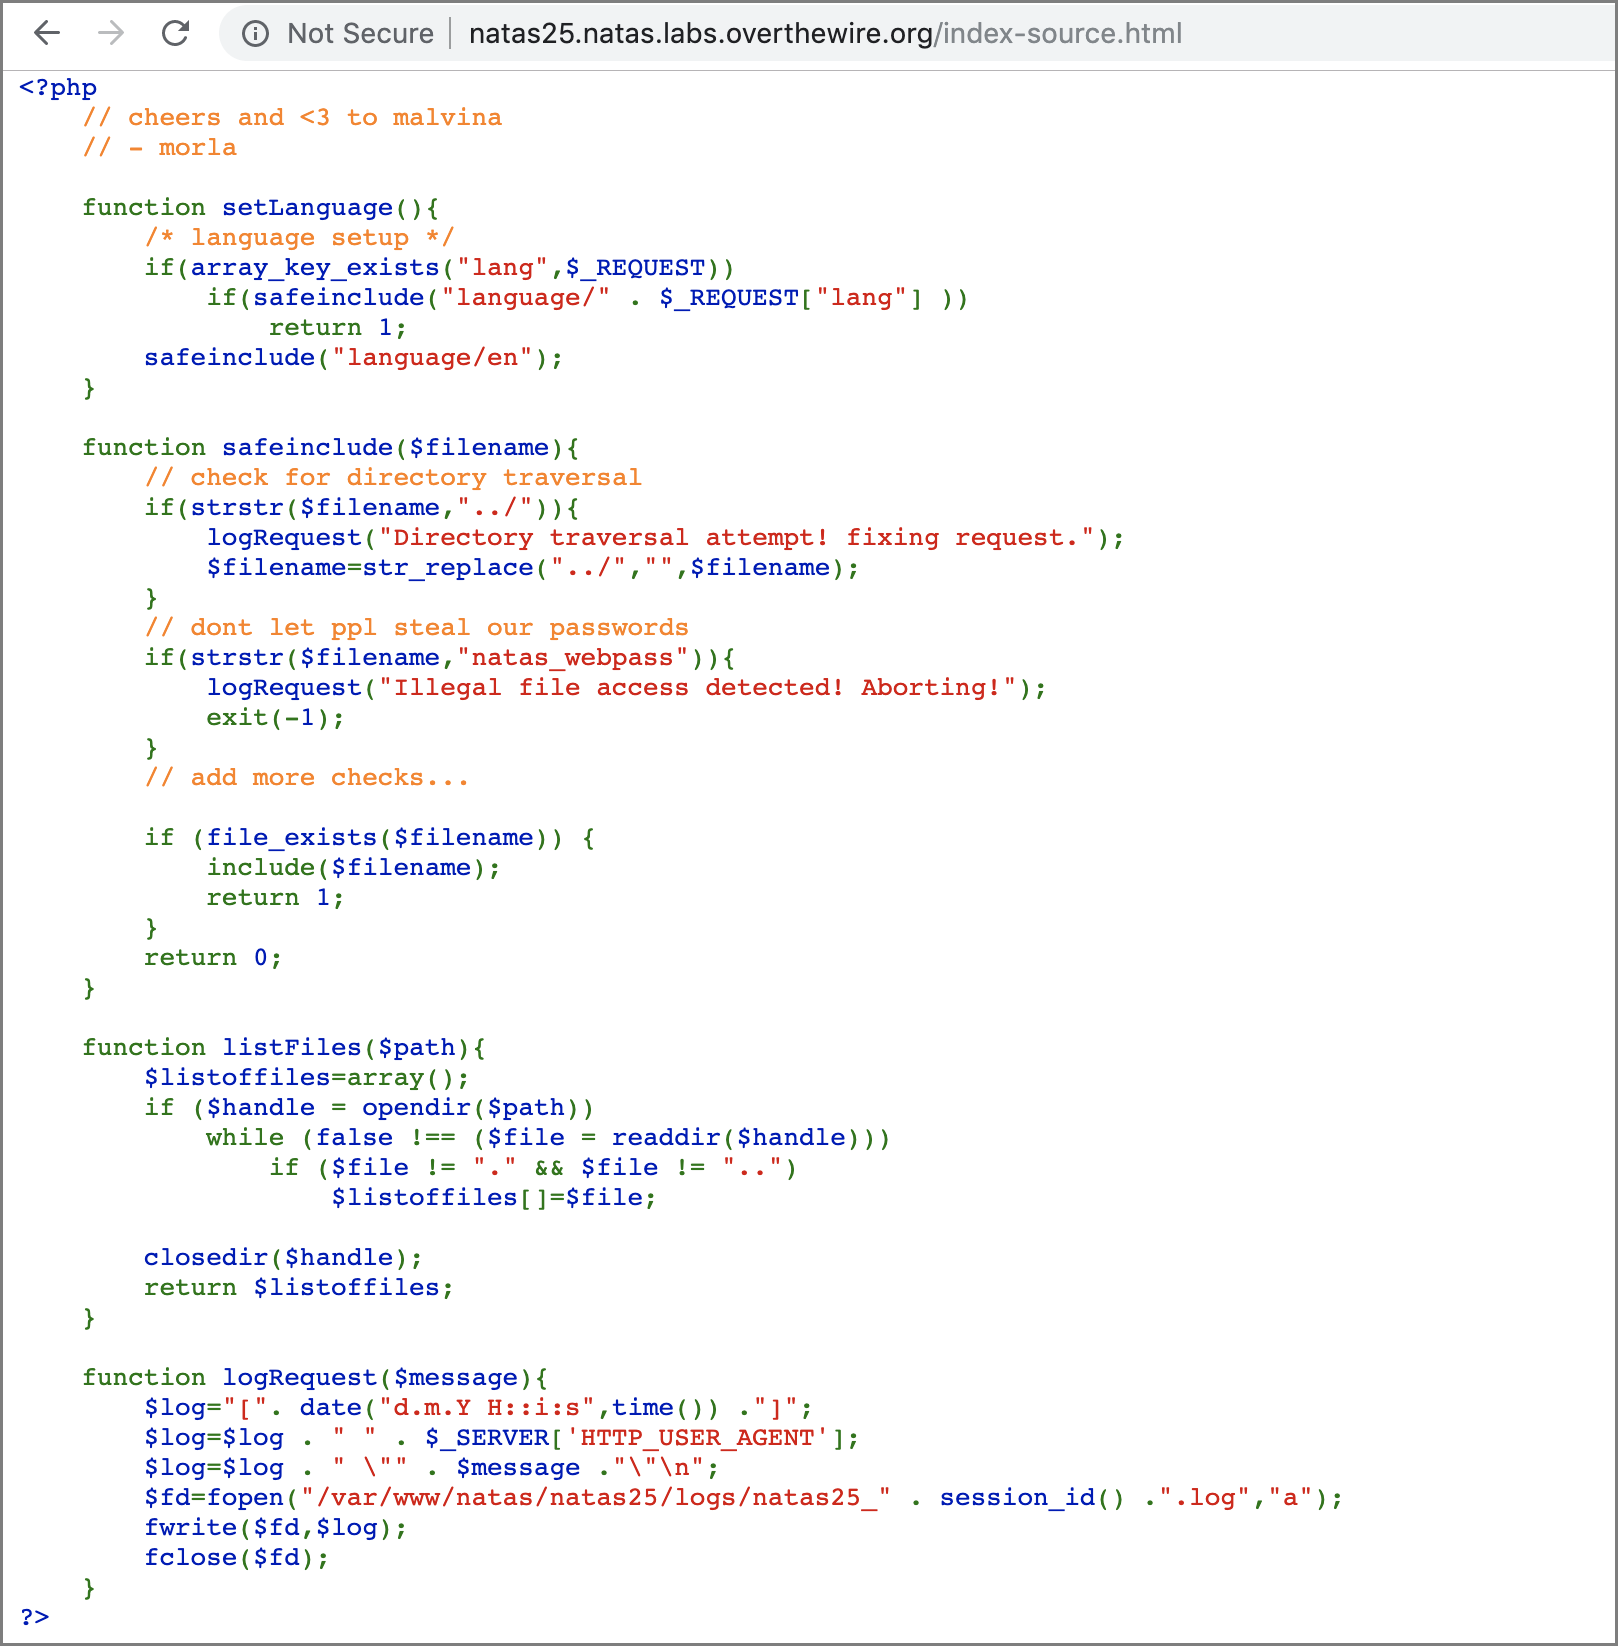 Not Secure | natas25.natas.labs.overthewire.org/index-source.html
<?php
    // cheers and <3 to malvina
    // - morla

    function setLanguage(){
        /* language setup */
        if(array_key_exists("lang",$_REQUEST))
            if(safeinclude("language/" . $_REQUEST["lang"] ))
                return 1;
        safeinclude("language/en");
    }

    function safeinclude($filename){
        // check for directory traversal
        if(strstr($filename,"../")){
            logRequest("Directory traversal attempt! fixing request.");
            $filename=str_replace("../","",$filename);
        }
        // dont let ppl steal our passwords
        if(strstr($filename,"natas_webpass")){
            logRequest("Illegal file access detected! Aborting!");
            exit(-1);
        }
        // add more checks...

        if (file_exists($filename)) {
            include($filename);
            return 1;
        }
        return 0;
    }

    function listFiles($path){
        $listoffiles=array();
        if ($handle = opendir($path))
            while (false !== ($file = readdir($handle)))
                if ($file != "." && $file != "..")
                    $listoffiles[]=$file;

        closedir($handle);
        return $listoffiles;
    }

    function logRequest($message){
        $log="[". date("d.m.Y H::i:s",time()) ."]";
        $log=$log . " " . $_SERVER['HTTP_USER_AGENT'];
        $log=$log . " \"" . $message ."\"\n";
        $fd=fopen("/var/www/natas/natas25/logs/natas25_" . session_id() .".log","a");
        fwrite($fd,$log);
        fclose($fd);
    }
?>